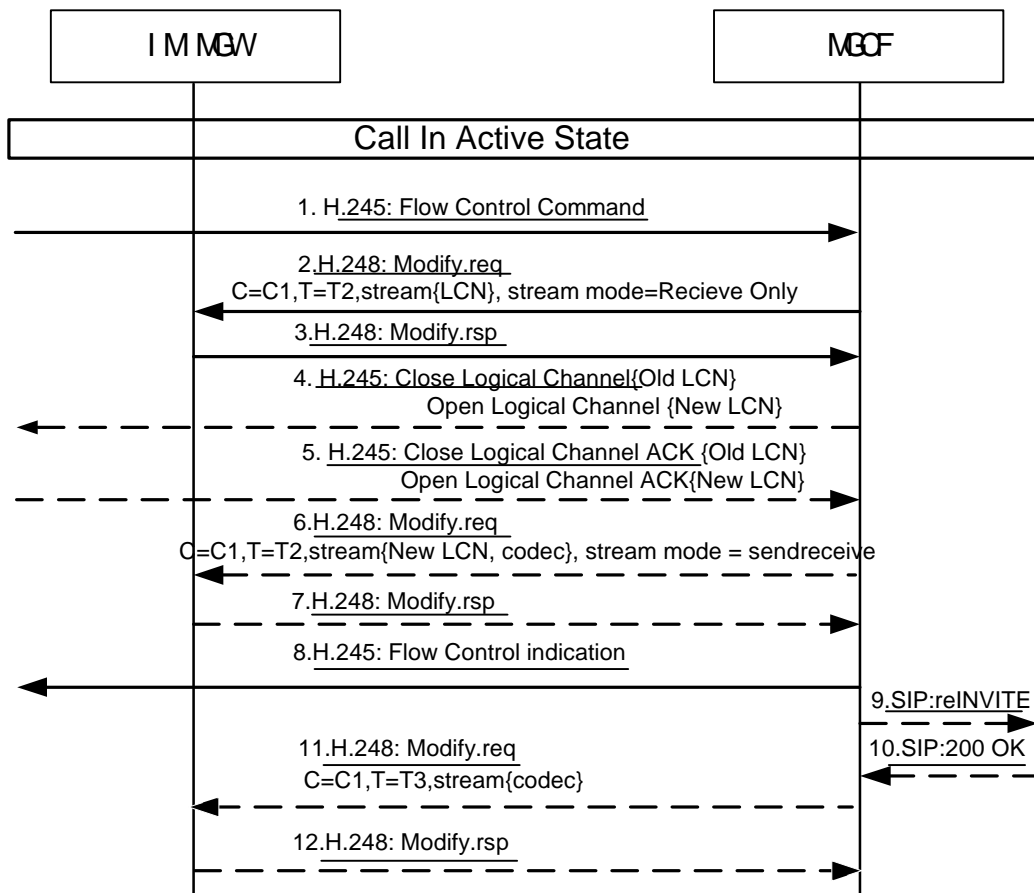 IM MGW
MGCF
Call In Active State
1. H.245: Flow Control Command
2.H.248: Modify.req
C=C1,T=T2,stream{LCN}, stream mode=Recieve Only
3.H.248: Modify.rsp
4. H.245: Close Logical Channel{Old LCN}
Open Logical Channel {New LCN}
5. H.245: Close Logical Channel ACK {Old LCN}
Open Logical Channel ACK{New LCN}
6.H.248: Modify.req
C=C1,T=T2,stream{New LCN, codec}, stream mode = sendreceive
7.H.248: Modify.rsp
8.H.245: Flow Control indication
9.SIP:reINVITE
10.SIP:200 OK
11.H.248: Modify.req
C=C1,T=T3,stream{codec}
12.H.248: Modify.rsp